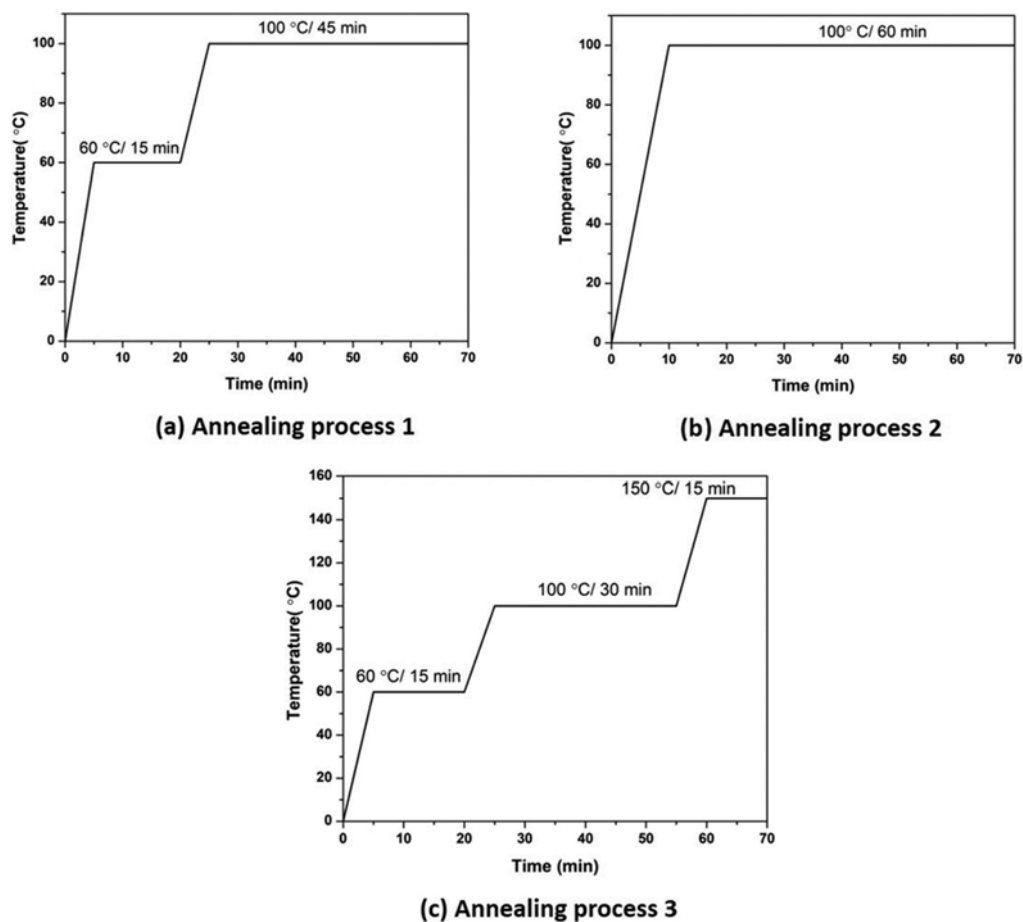 100 °C/ 45 min
60 °C/ 15 min
Temperature( °C)
0
20
40
60
80
100
0 10 20 30 40 50 60 70
Time (min)
(a) Annealing process 1
100° C/ 60 min
Temperature( °C)
0
20
40
60
80
100
0 10 20 30 40 50 60 70
Time (min)
(b) Annealing process 2
150 °C/ 15 min
100 °C/ 30 min
60 °C/ 15 min
Temperature( °C)
0
20
40
60
80
100
120
140
160
0 10 20 30 40 50 60 70
Time (min)
(c) Annealing process 3